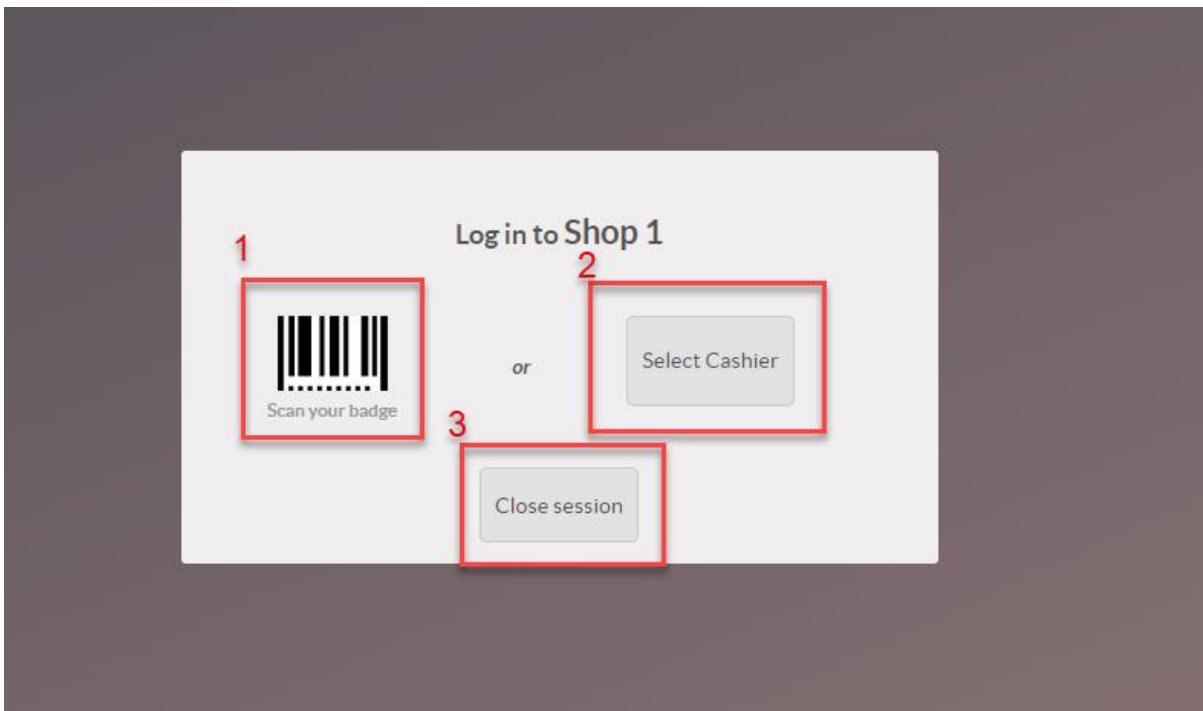 Log in to Shop 1
1
2
Scan your badge
or
Select Cashier
3
Close session